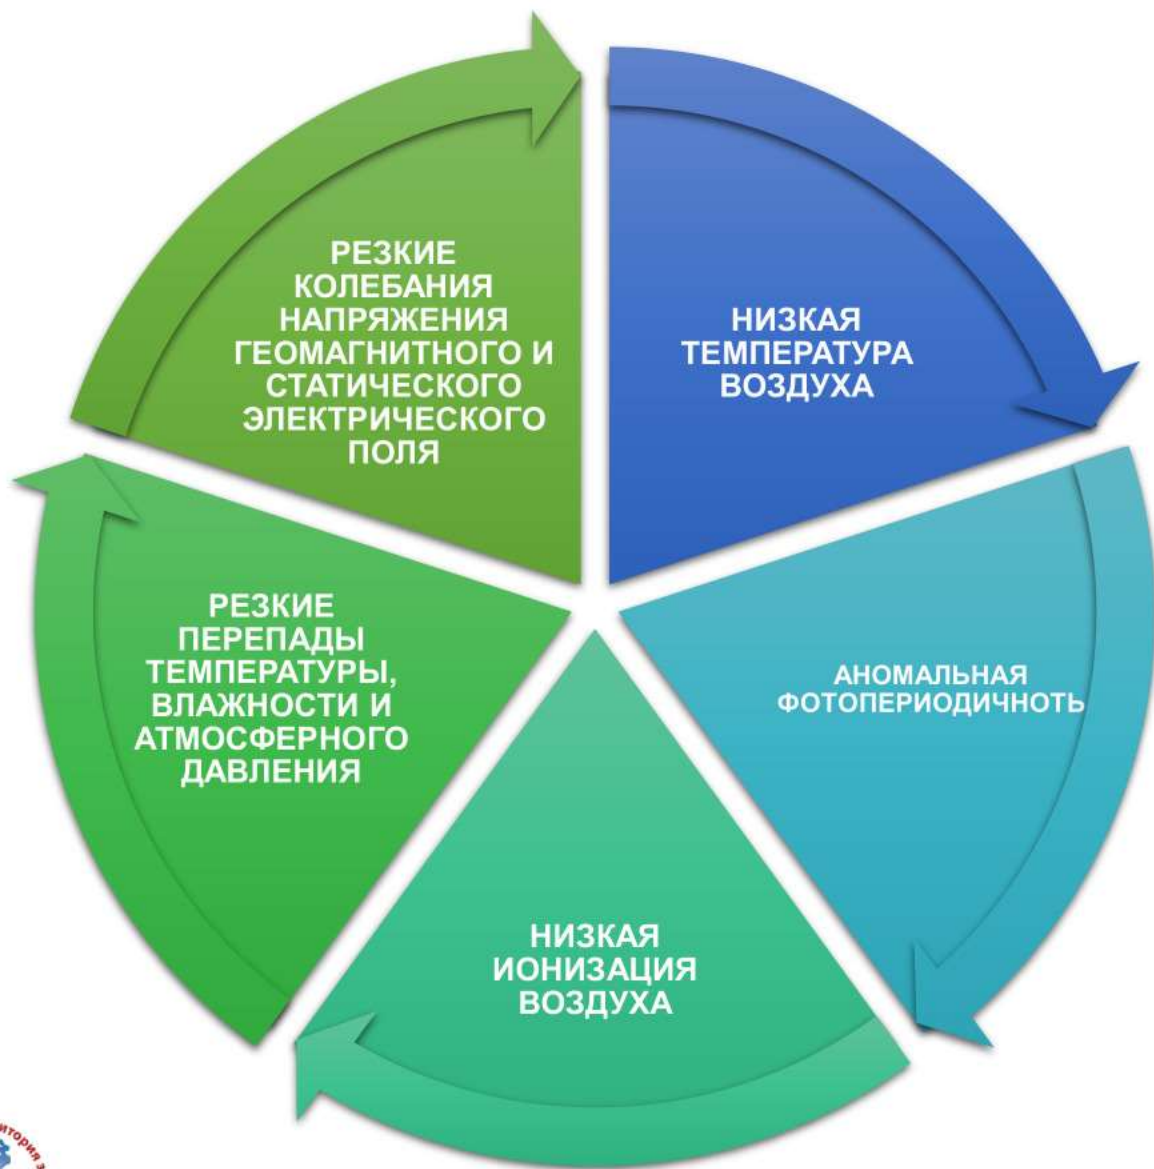 РЕЗКИЕ
КОЛЕБАНИЯ
НАПРЯЖЕНИЯ
ГЕОМАГНИТНОГО И
СТАТИЧЕСКОГО
ЭЛЕКТРИЧЕСКОГО
ПОЛЯ
НИЗКАЯ
ТЕМПЕРАТУРА
ВОЗДУХА
АНОМАЛЬНАЯ
ФОТОПЕРИОДИЧНОТЬ
НИЗКАЯ
ИОНИЗАЦИЯ
ВОЗДУХА
РЕЗКИЕ
ПЕРЕПАДЫ
ТЕМПЕРАТУРЫ,
ВЛАЖНОСТИ И
АТМОСФЕРНОГО
ДАВЛЕНИЯ